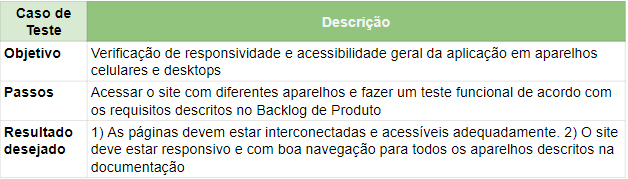 Caso de
Teste
Descrição
Objetivo
Verificação de responsividade e acessibilidade geral da aplicação em aparelhos
celulares e desktops
Passos
Acessar o site com diferentes aparelhos e fazer um teste funcional de acordo com
os requisitos descritos no Backlog de Produto
Resultado
desejado
1) As páginas devem estar interconectadas e acessíveis adequadamente. 2) O site
deve estar responsivo e com boa navegação para todos os aparelhos descritos na
documentação